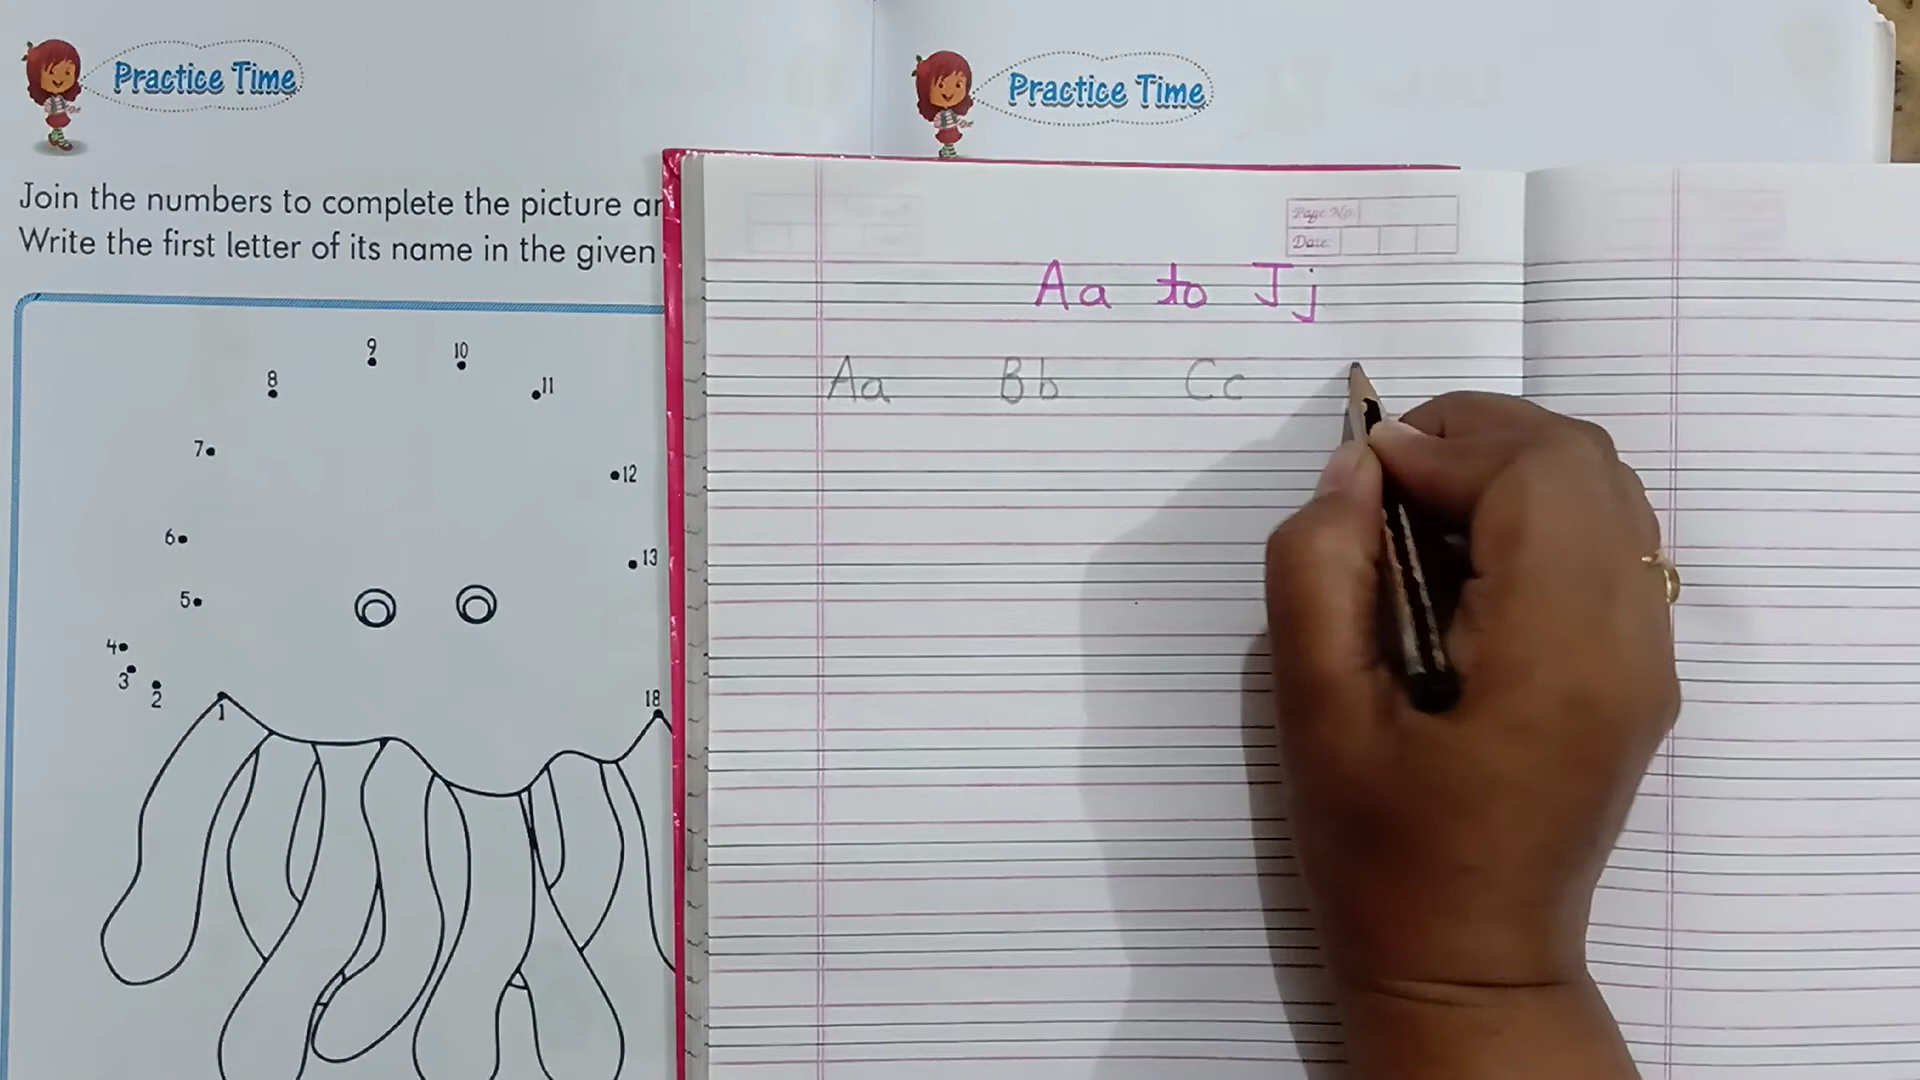 Practice Time
Practice Time
Join the numbers to complete the picture
Write the first letter of its name in the given
9
10
8
11
7
12
6
13
5
4
3
2
1
18
Page No.
Date:
Aa to Jj
Aa Bb Cc